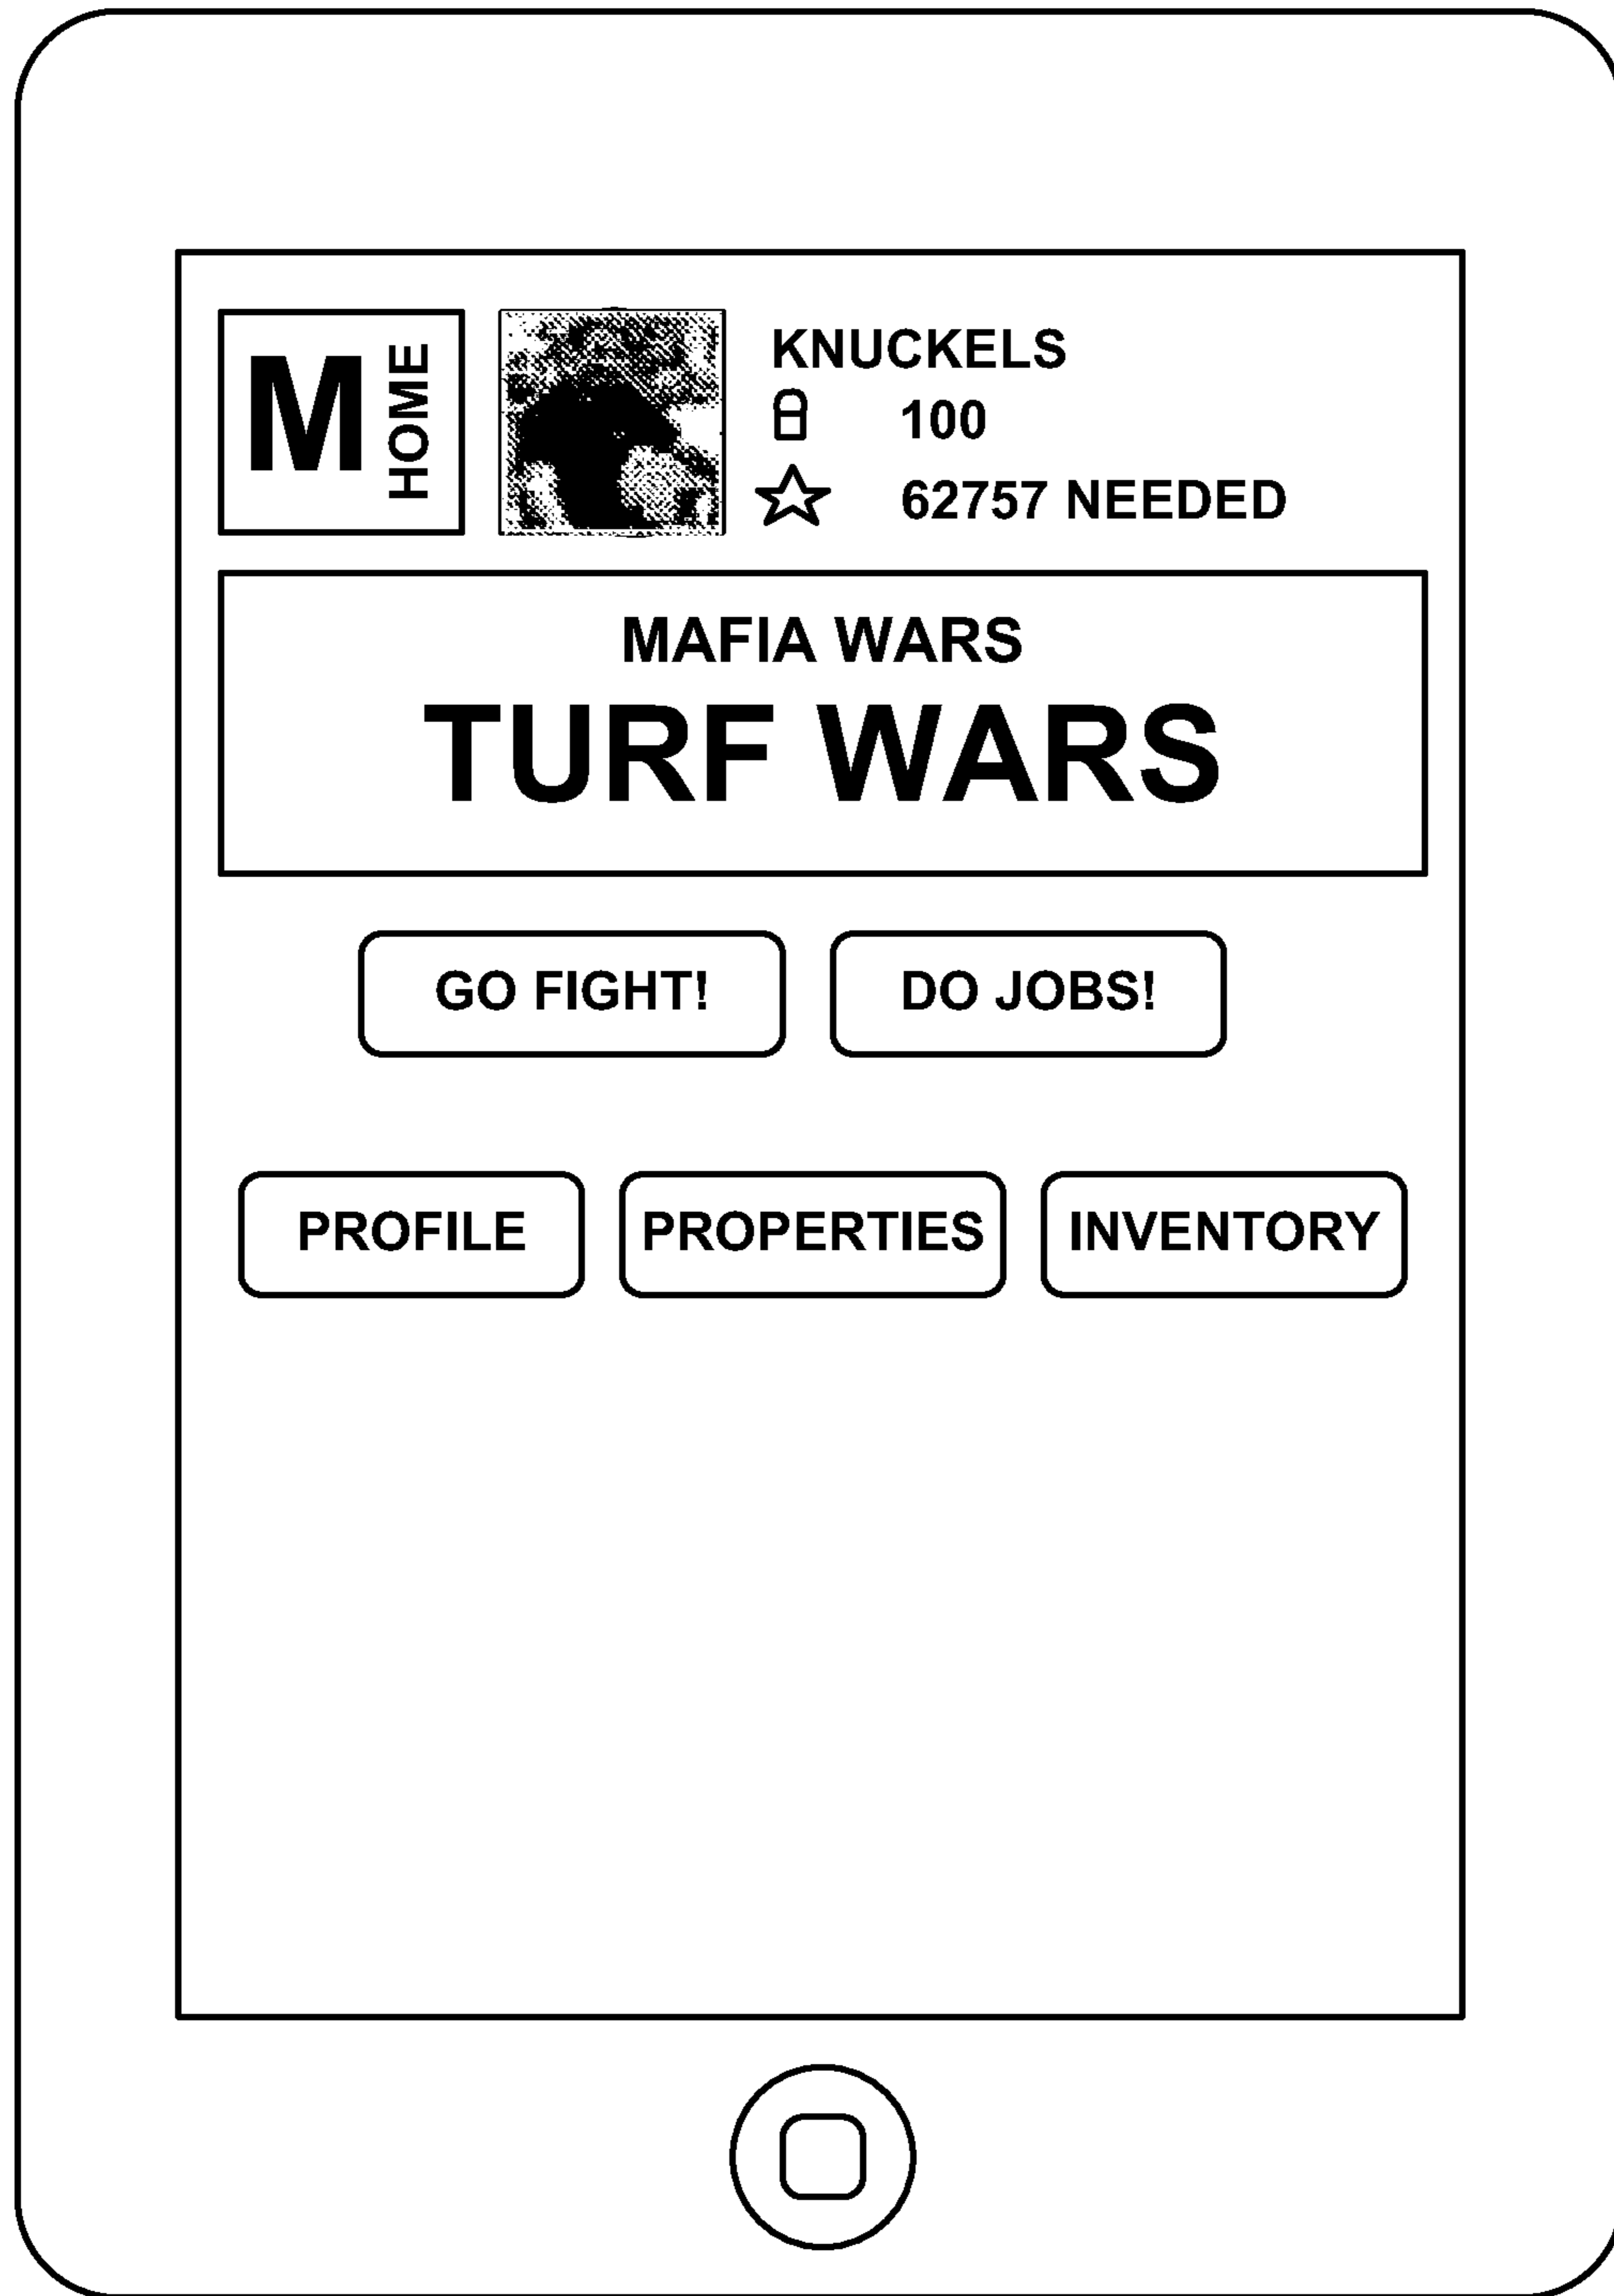 M HOME
KNUCKELS
100
62757 NEEDED
MAFIA WARS
TURF WARS
GO FIGHT! DO JOBS!
PROFILE PROPERTIES INVENTORY